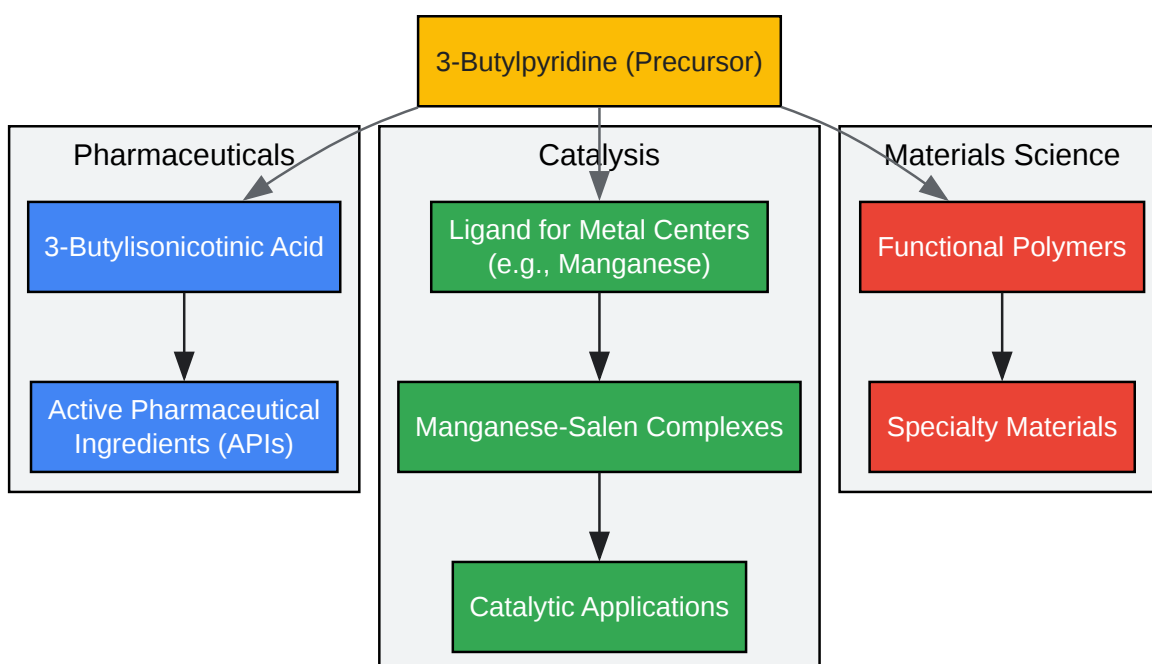 3-Butylpyridine (Precursor)
Pharmaceuticals
3-Butylisonicotinic Acid
Active Pharmaceutical
Ingredients (APIs)
Catalysis
Ligand for Metal Centers
(e.g., Manganese)
Manganese-Salen Complexes
Catalytic Applications
Materials Science
Functional Polymers
Specialty Materials